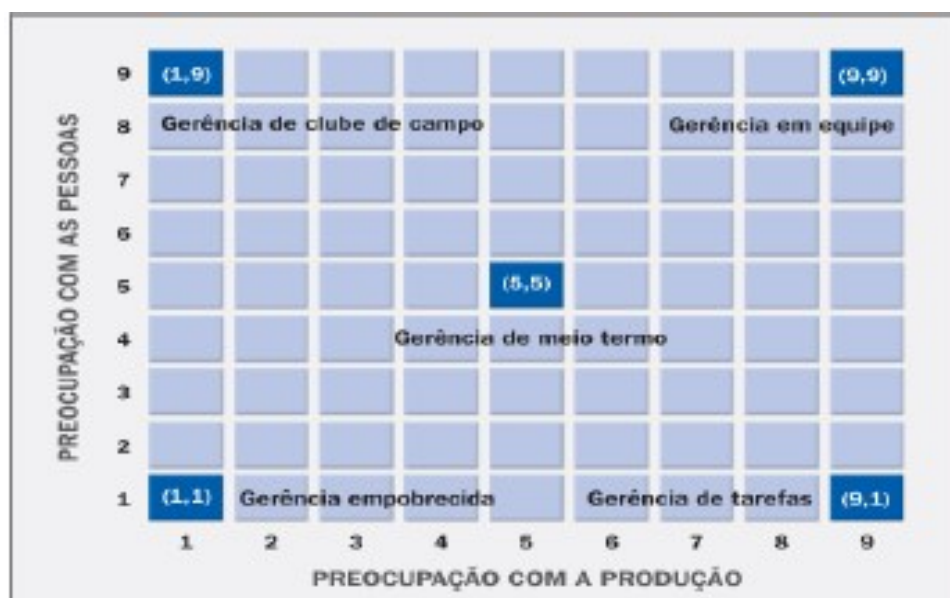 PREOCUPAÇÃO COM AS PESSOAS
9 (1,9) (9,9)
8 Gerência de clube de campo Gerência em equipe
7
6
5 (5,5)
4 Gerência de meio termo
3
2
1 (1,1) Gerência empobrecida Gerência de tarefas (9,1)
1 2 3 4 5 6 7 8 9
PREOCUPAÇÃO COM A PRODUÇÃO